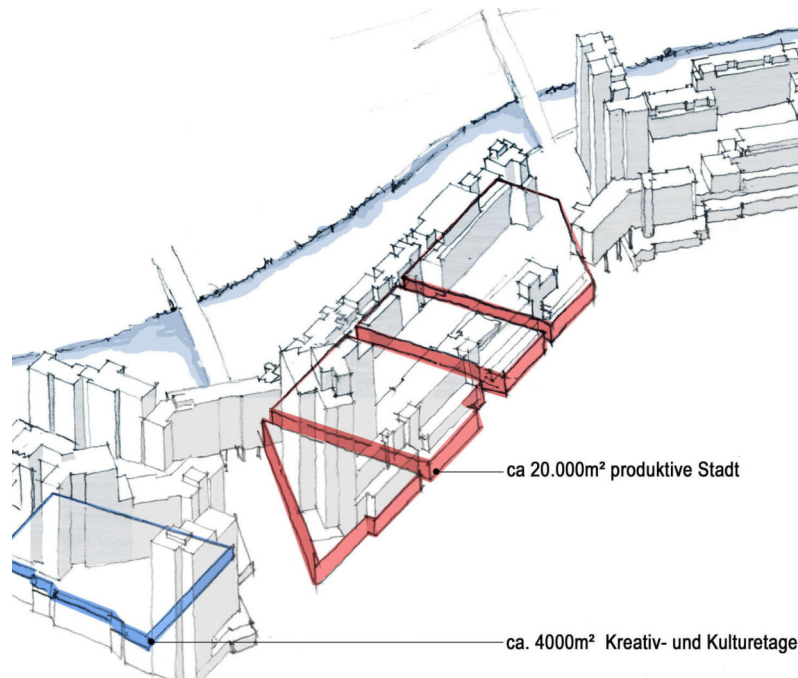 ca 20.000m² produktive Stadt
ca. 4000m² Kreativ- und Kulturetage